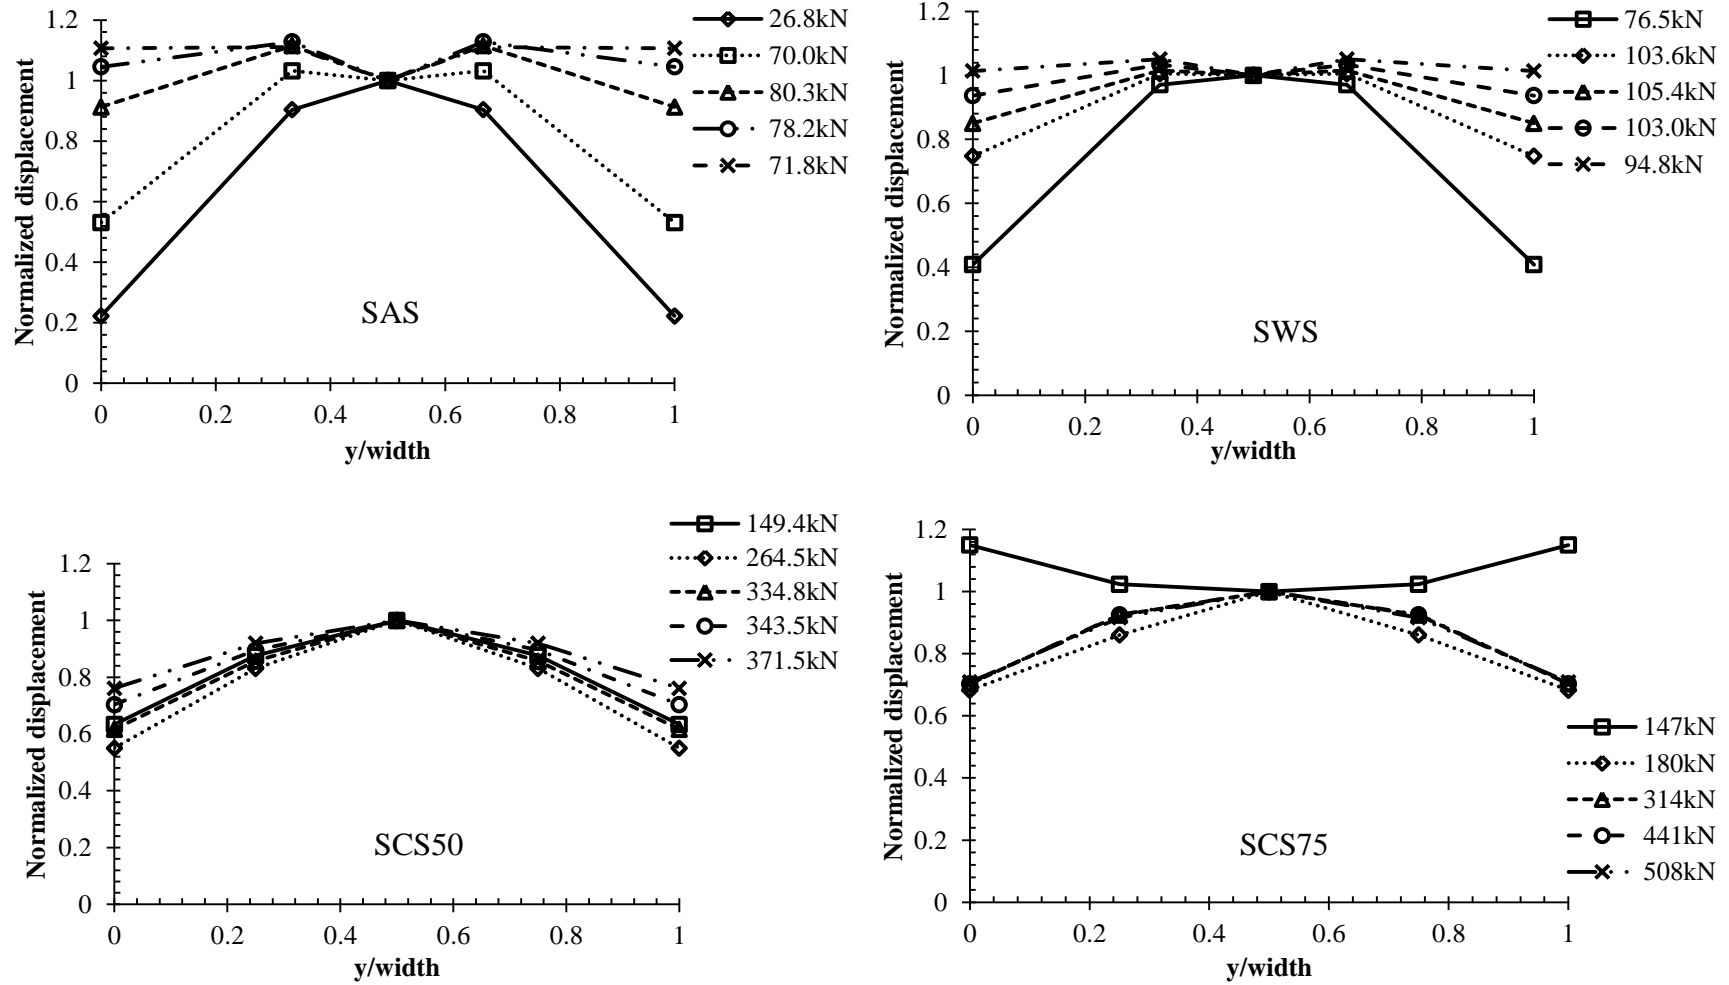 Normalized displacement
1.2
1
0.8
0.6
0.4
0.2
0
0
0.2
0.4
0.6
0.8
1
y/width
SAS
26.8kN
70.0kN
80.3kN
78.2kN
71.8kN
Normalized displacement
1.2
1
0.8
0.6
0.4
0.2
0
0
0.2
0.4
0.6
0.8
1
y/width
SWS
76.5kN
103.6kN
105.4kN
103.0kN
94.8kN
Normalized displacement
1.2
1
0.8
0.6
0.4
0.2
0
0
0.2
0.4
0.6
0.8
1
y/width
SCS50
149.4kN
264.5kN
334.8kN
343.5kN
371.5kN
Normalized displacement
1.2
1
0.8
0.6
0.4
0.2
0
0
0.2
0.4
0.6
0.8
1
y/width
SCS75
147kN
180kN
314kN
441kN
508kN